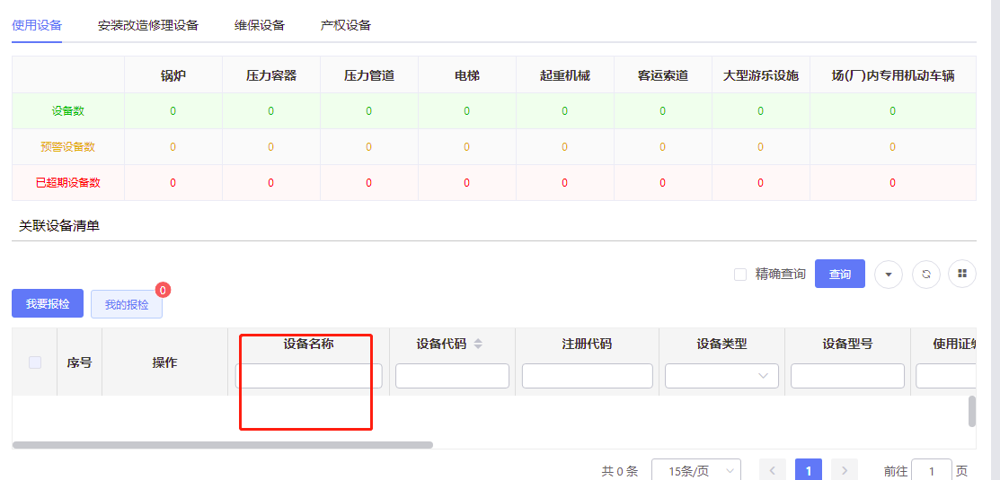 使用设备 安装改造修理设备 维保设备 产权设备
锅炉 压力容器 压力管道 电梯 起重机械 客运索道 大型游乐设施 场(厂)内专用机动车辆
设备数 0 0 0 0 0 0 0 0
预警设备数 0 0 0 0 0 0 0 0
已超期设备数 0 0 0 0 0 0 0 0
关联设备清单
精确查询 查询
我要报检 我的报检 0
序号 操作 设备名称 设备代码 注册代码 设备类型 设备型号 使用证
共 0 条 15条/页 1 前往 1 页